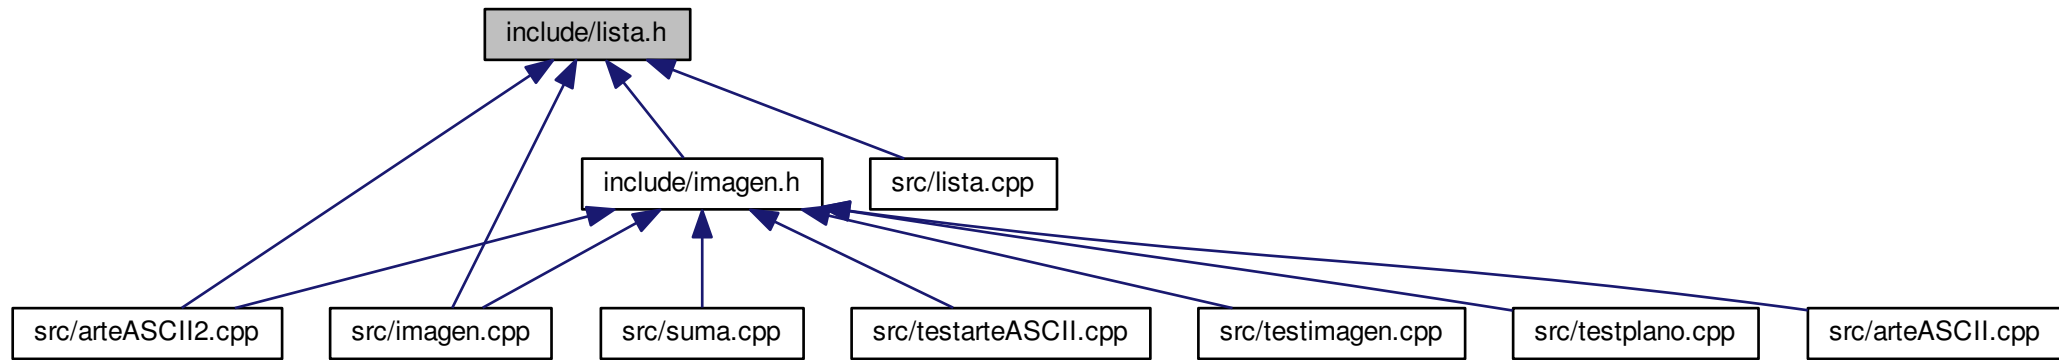 include/lista.h
include/imagen.h
src/lista.cpp
src/arteASCII2.cpp
src/imagen.cpp
src/suma.cpp
src/testarteASCII.cpp
src/testimagen.cpp
src/testplano.cpp
src/arteASCII.cpp